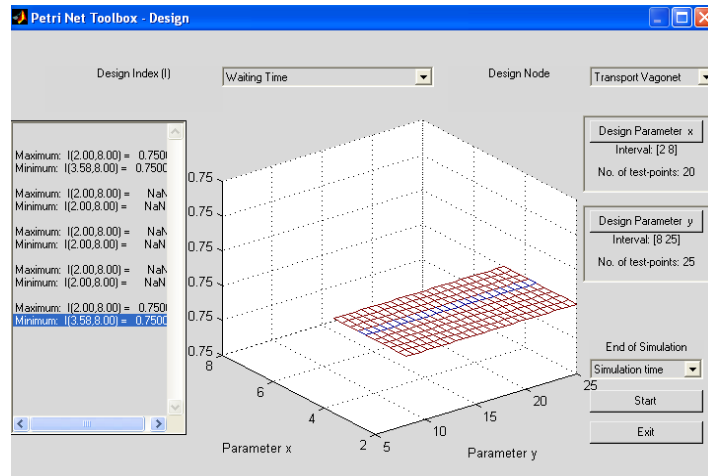 Petri Net Toolbox - Design
Design Index (I)
Waiting Time
Design Node
Transport Vagonet
Maximum: I(2.00,8.00) = 0.7500
Minimum: I(3.58,8.00) = 0.7500
Maximum: I(2.00,8.00) = NaN
Minimum: I(2.00,8.00) = NaN
Maximum: I(2.00,8.00) = NaN
Minimum: I(2.00,8.00) = NaN
Maximum: I(2.00,8.00) = NaN
Minimum: I(2.00,8.00) = NaN
Maximum: I(2.00,8.00) = 0.7500
Minimum: I(3.58,8.00) = 0.7500
0.75
0.75
0.75
0.75
0.75
0.75
8
6
4
2
Parameter x
5
10
15
20
25
Parameter y
Design Parameter x
Interval: [2 8]
No. of test-points: 20
Design Parameter y
Interval: [8 25]
No. of test-points: 25
End of Simulation
Simulation time
Start
Exit